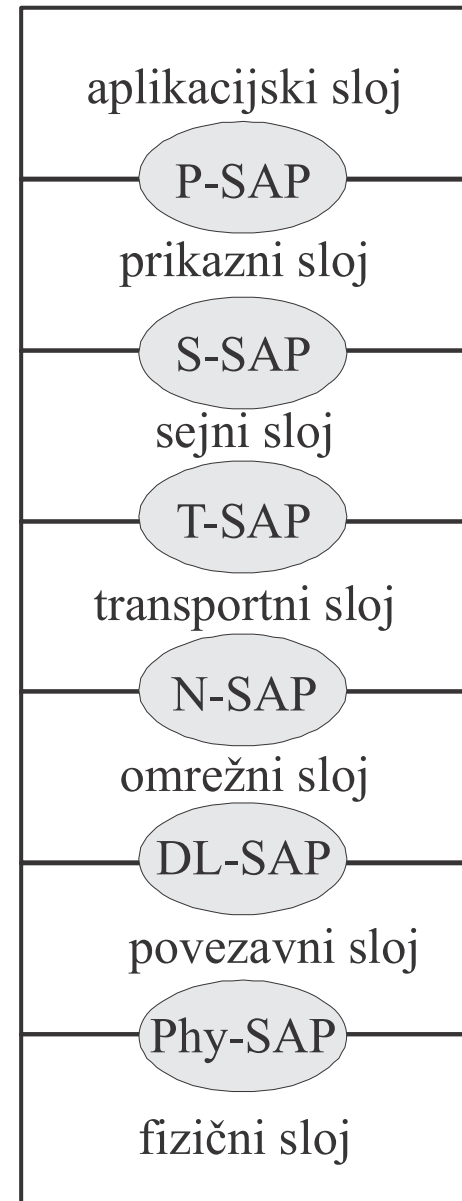 aplikacijski sloj
P-SAP
prikazni sloj
S-SAP
sejni sloj
T-SAP
transportni sloj
N-SAP
omrežni sloj
DL-SAP
povezavni sloj
Phy-SAP
fizični sloj